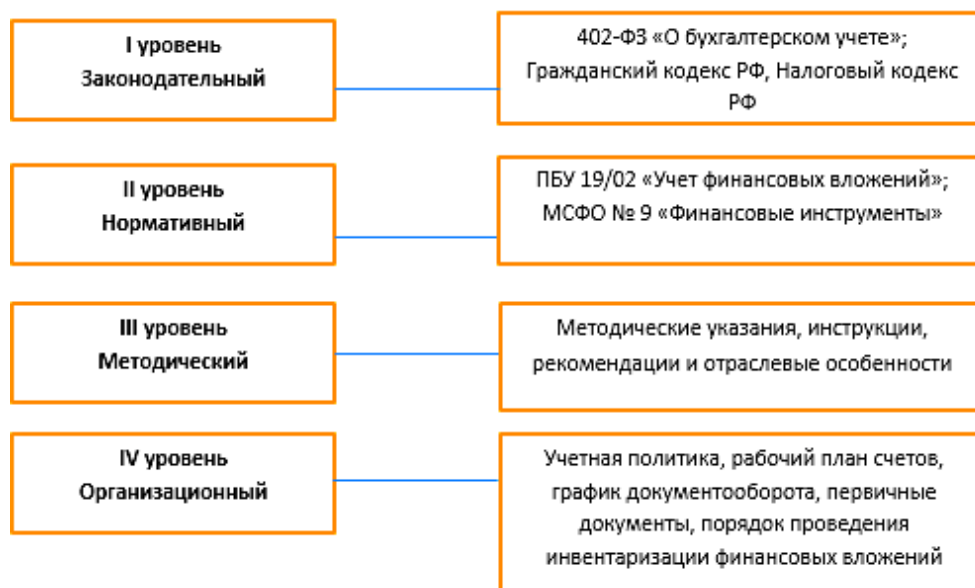 I уровень
Законодательный
402-ФЗ «О бухгалтерском учете»;
Гражданский кодекс РФ, Налоговый кодекс
РФ
II уровень
Нормативный
ПБУ 19/02 «Учет финансовых вложений»;
МСФО № 9 «Финансовые инструменты»
III уровень
Методический
Методические указания, инструкции,
рекомендации и отраслевые особенности
IV уровень
Организационный
Учетная политика, рабочий план счетов,
график документооборота, первичные
документы, порядок проведения
инвентаризации финансовых вложений